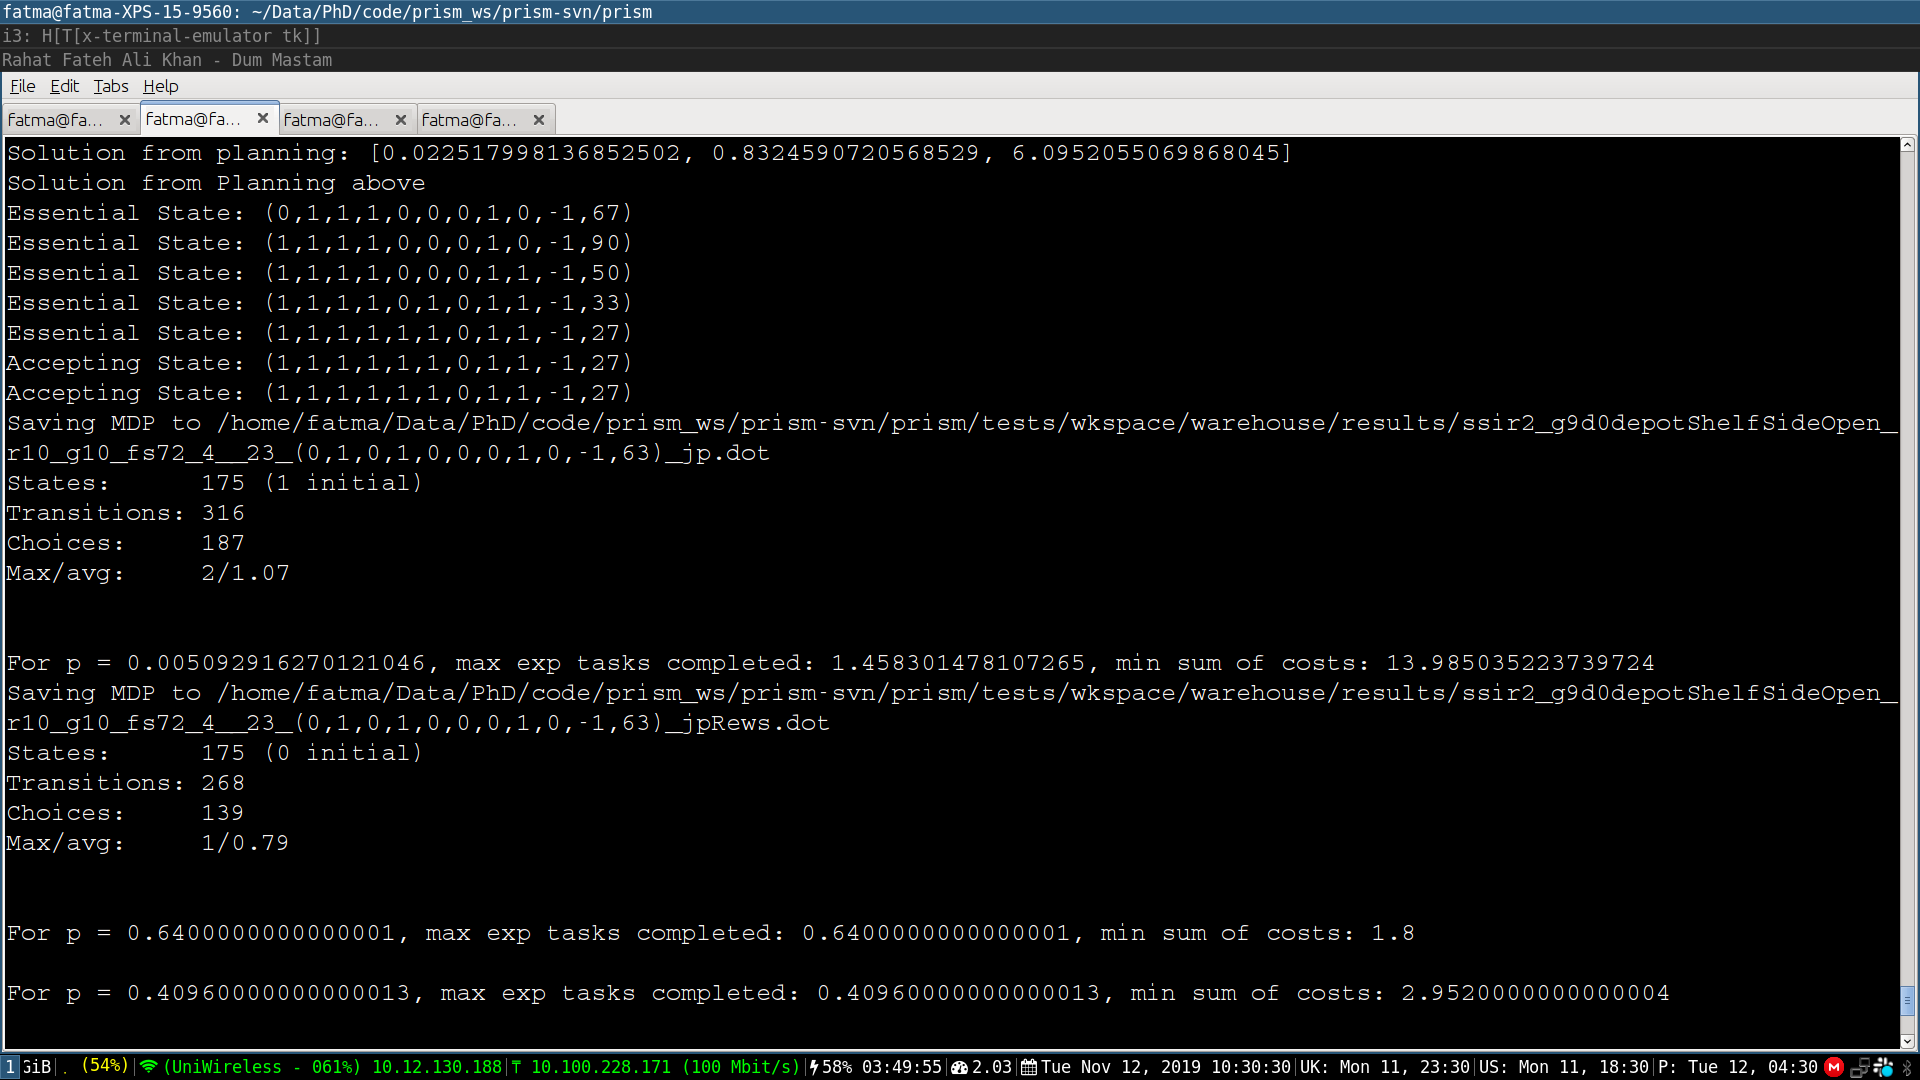 fatma@fatma-XPS-15-9560: ~/Data/PhD/code/prism_ws/prism-svn/prism
i3: H[T[x-terminal-emulator tk]]
Rahat Fateh Ali Khan - Dum Mastam
File Edit Tabs Help
fatma@fa... fatma@fa... fatma@fa... fatma@fa...
Solution from planning: [0.022517998136852502, 0.8324590720568529, 6.0952055069868045]
Solution from Planning above
Essential State: (0,1,1,1,0,0,0,1,0,-1,67)
Essential State: (1,1,1,1,0,0,0,1,0,-1,90)
Essential State: (1,1,1,1,0,0,0,1,1,-1,50)
Essential State: (1,1,1,1,0,1,0,1,1,-1,33)
Essential State: (1,1,1,1,1,1,0,1,1,-1,27)
Accepting State: (1,1,1,1,1,1,0,1,1,-1,27)
Accepting State: (1,1,1,1,1,1,0,1,1,-1,27)
Saving MDP to /home/fatma/Data/PhD/code/prism_ws/prism-svn/prism/tests/wkspace/warehouse/results/ssir2_g9d0depotShelfSideOpen_
r10_g10_fs72_4__23_(0,1,0,1,0,0,0,1,0,-1,63)_jp.dot
States: 175 (1 initial)
Transitions: 316
Choices: 187
Max/avg: 2/1.07
For p = 0.005092916270121046, max exp tasks completed: 1.458301478107265, min sum of costs: 13.985035223739724
Saving MDP to /home/fatma/Data/PhD/code/prism_ws/prism-svn/prism/tests/wkspace/warehouse/results/ssir2_g9d0depotShelfSideOpen_
r10_g10_fs72_4__23_(0,1,0,1,0,0,0,1,0,-1,63)_jpRews.dot
States: 175 (0 initial)
Transitions: 268
Choices: 139
Max/avg: 1/0.79
For p = 0.6400000000000001, max exp tasks completed: 0.6400000000000001, min sum of costs: 1.8
For p = 0.40960000000000013, max exp tasks completed: 0.40960000000000013, min sum of costs: 2.9520000000000004
1 GiB| . (54%)| (UniWireless - 061%) 10.12.130.188| 10.100.228.171 (100 Mbit/s)| 58% 03:49:55| 2.03| Tue Nov 12, 2019 10:30:30|UK: Mon 11, 23:30|US: Mon 11, 18:30|P: Tue 12, 04:30 M